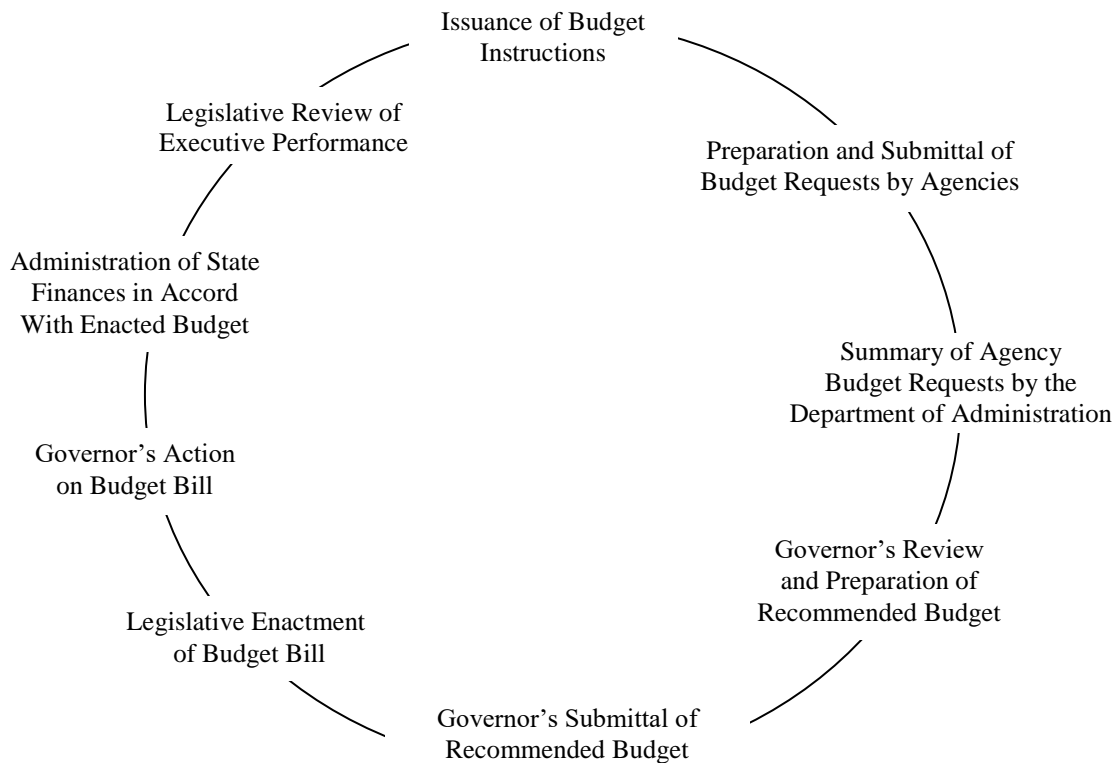 Issuance of Budget
Instructions
Preparation and Submittal of
Budget Requests by Agencies
Summary of Agency
Budget Requests by the
Department of Administration
Governor’s Review
and Preparation of
Recommended Budget
Governor’s Submittal of
Recommended Budget
Legislative Enactment
of Budget Bill
Governor’s Action
on Budget Bill
Administration of State
Finances in Accord
With Enacted Budget
Legislative Review of
Executive Performance